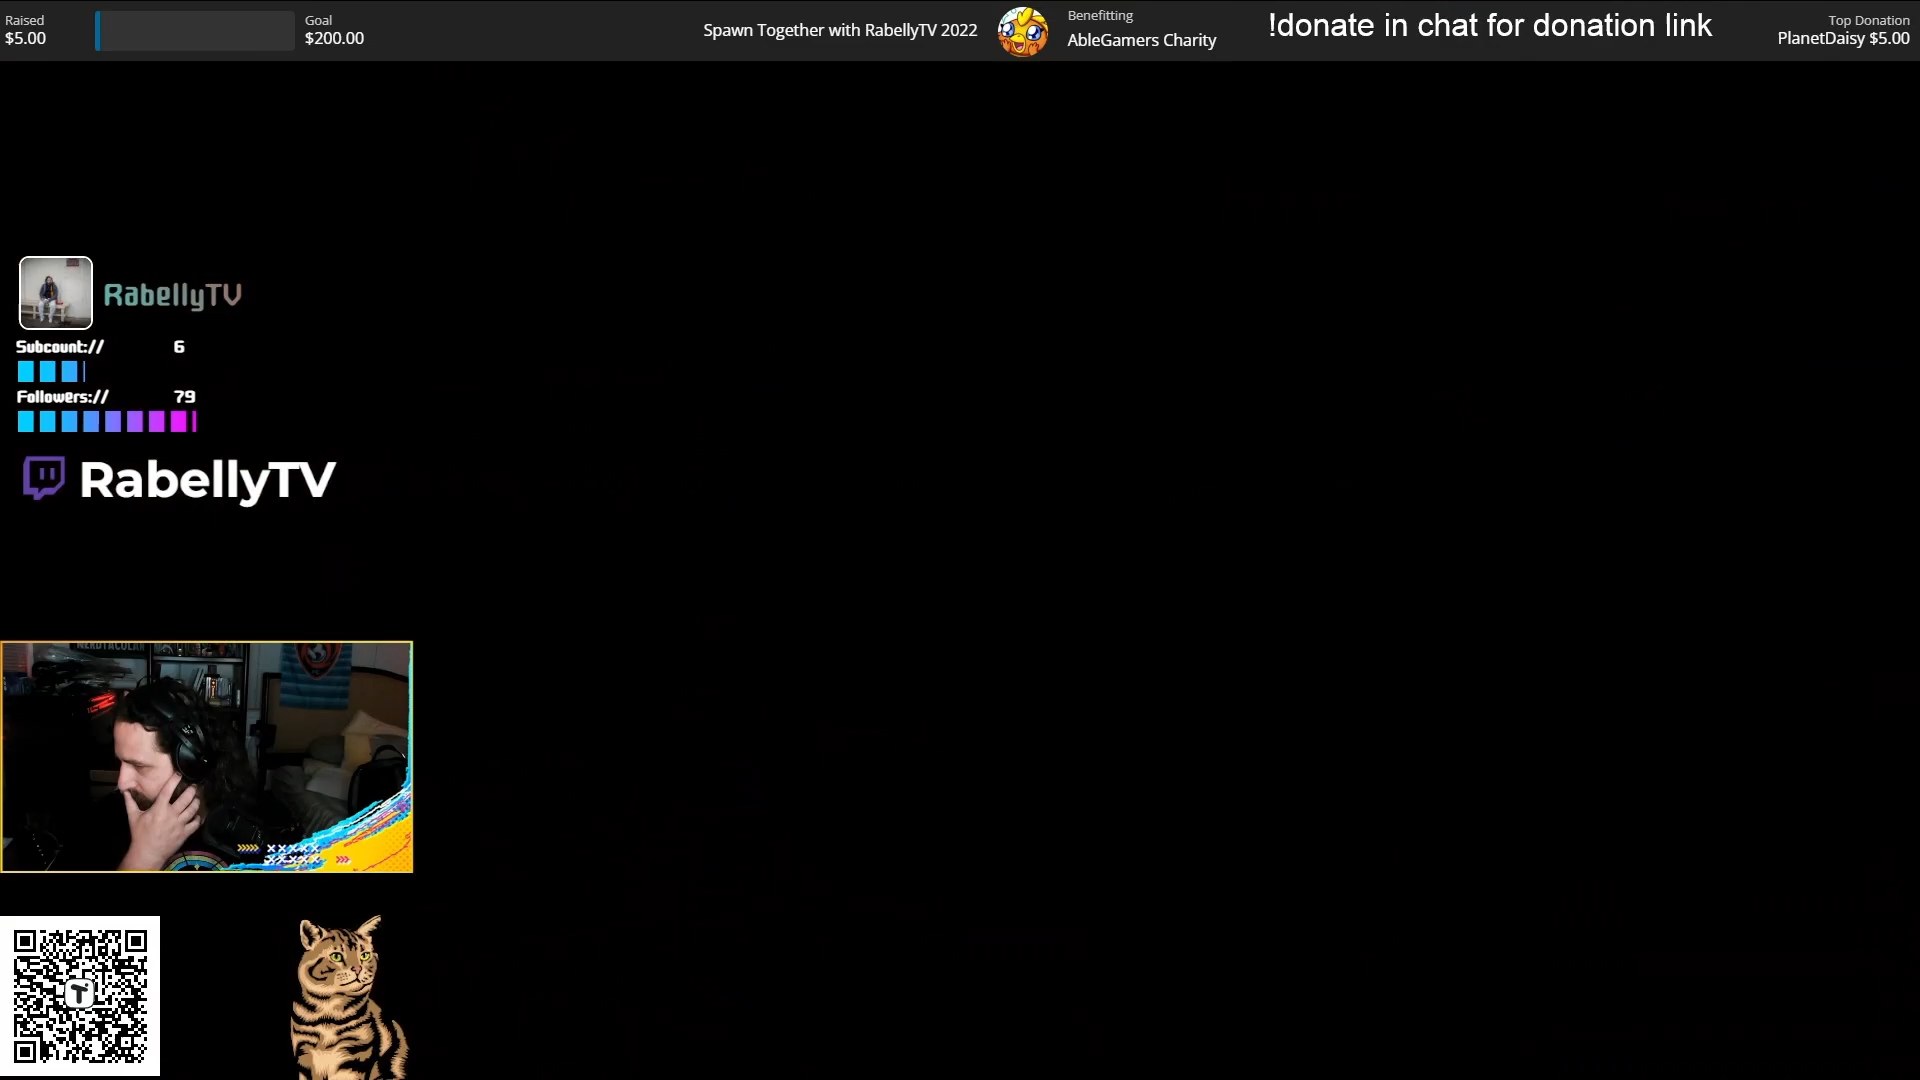 Raised
$5.00
Goal
$200.00
Spawn Together with RabellyTV 2022
Benefitting
AbleGamers Charity
!donate in chat for donation link
Top Donation
PlanetDaisy $5.00
RabellyTV
Subcount:// 6
Followers:// 79
RabellyTV
NERDTACULAR
T